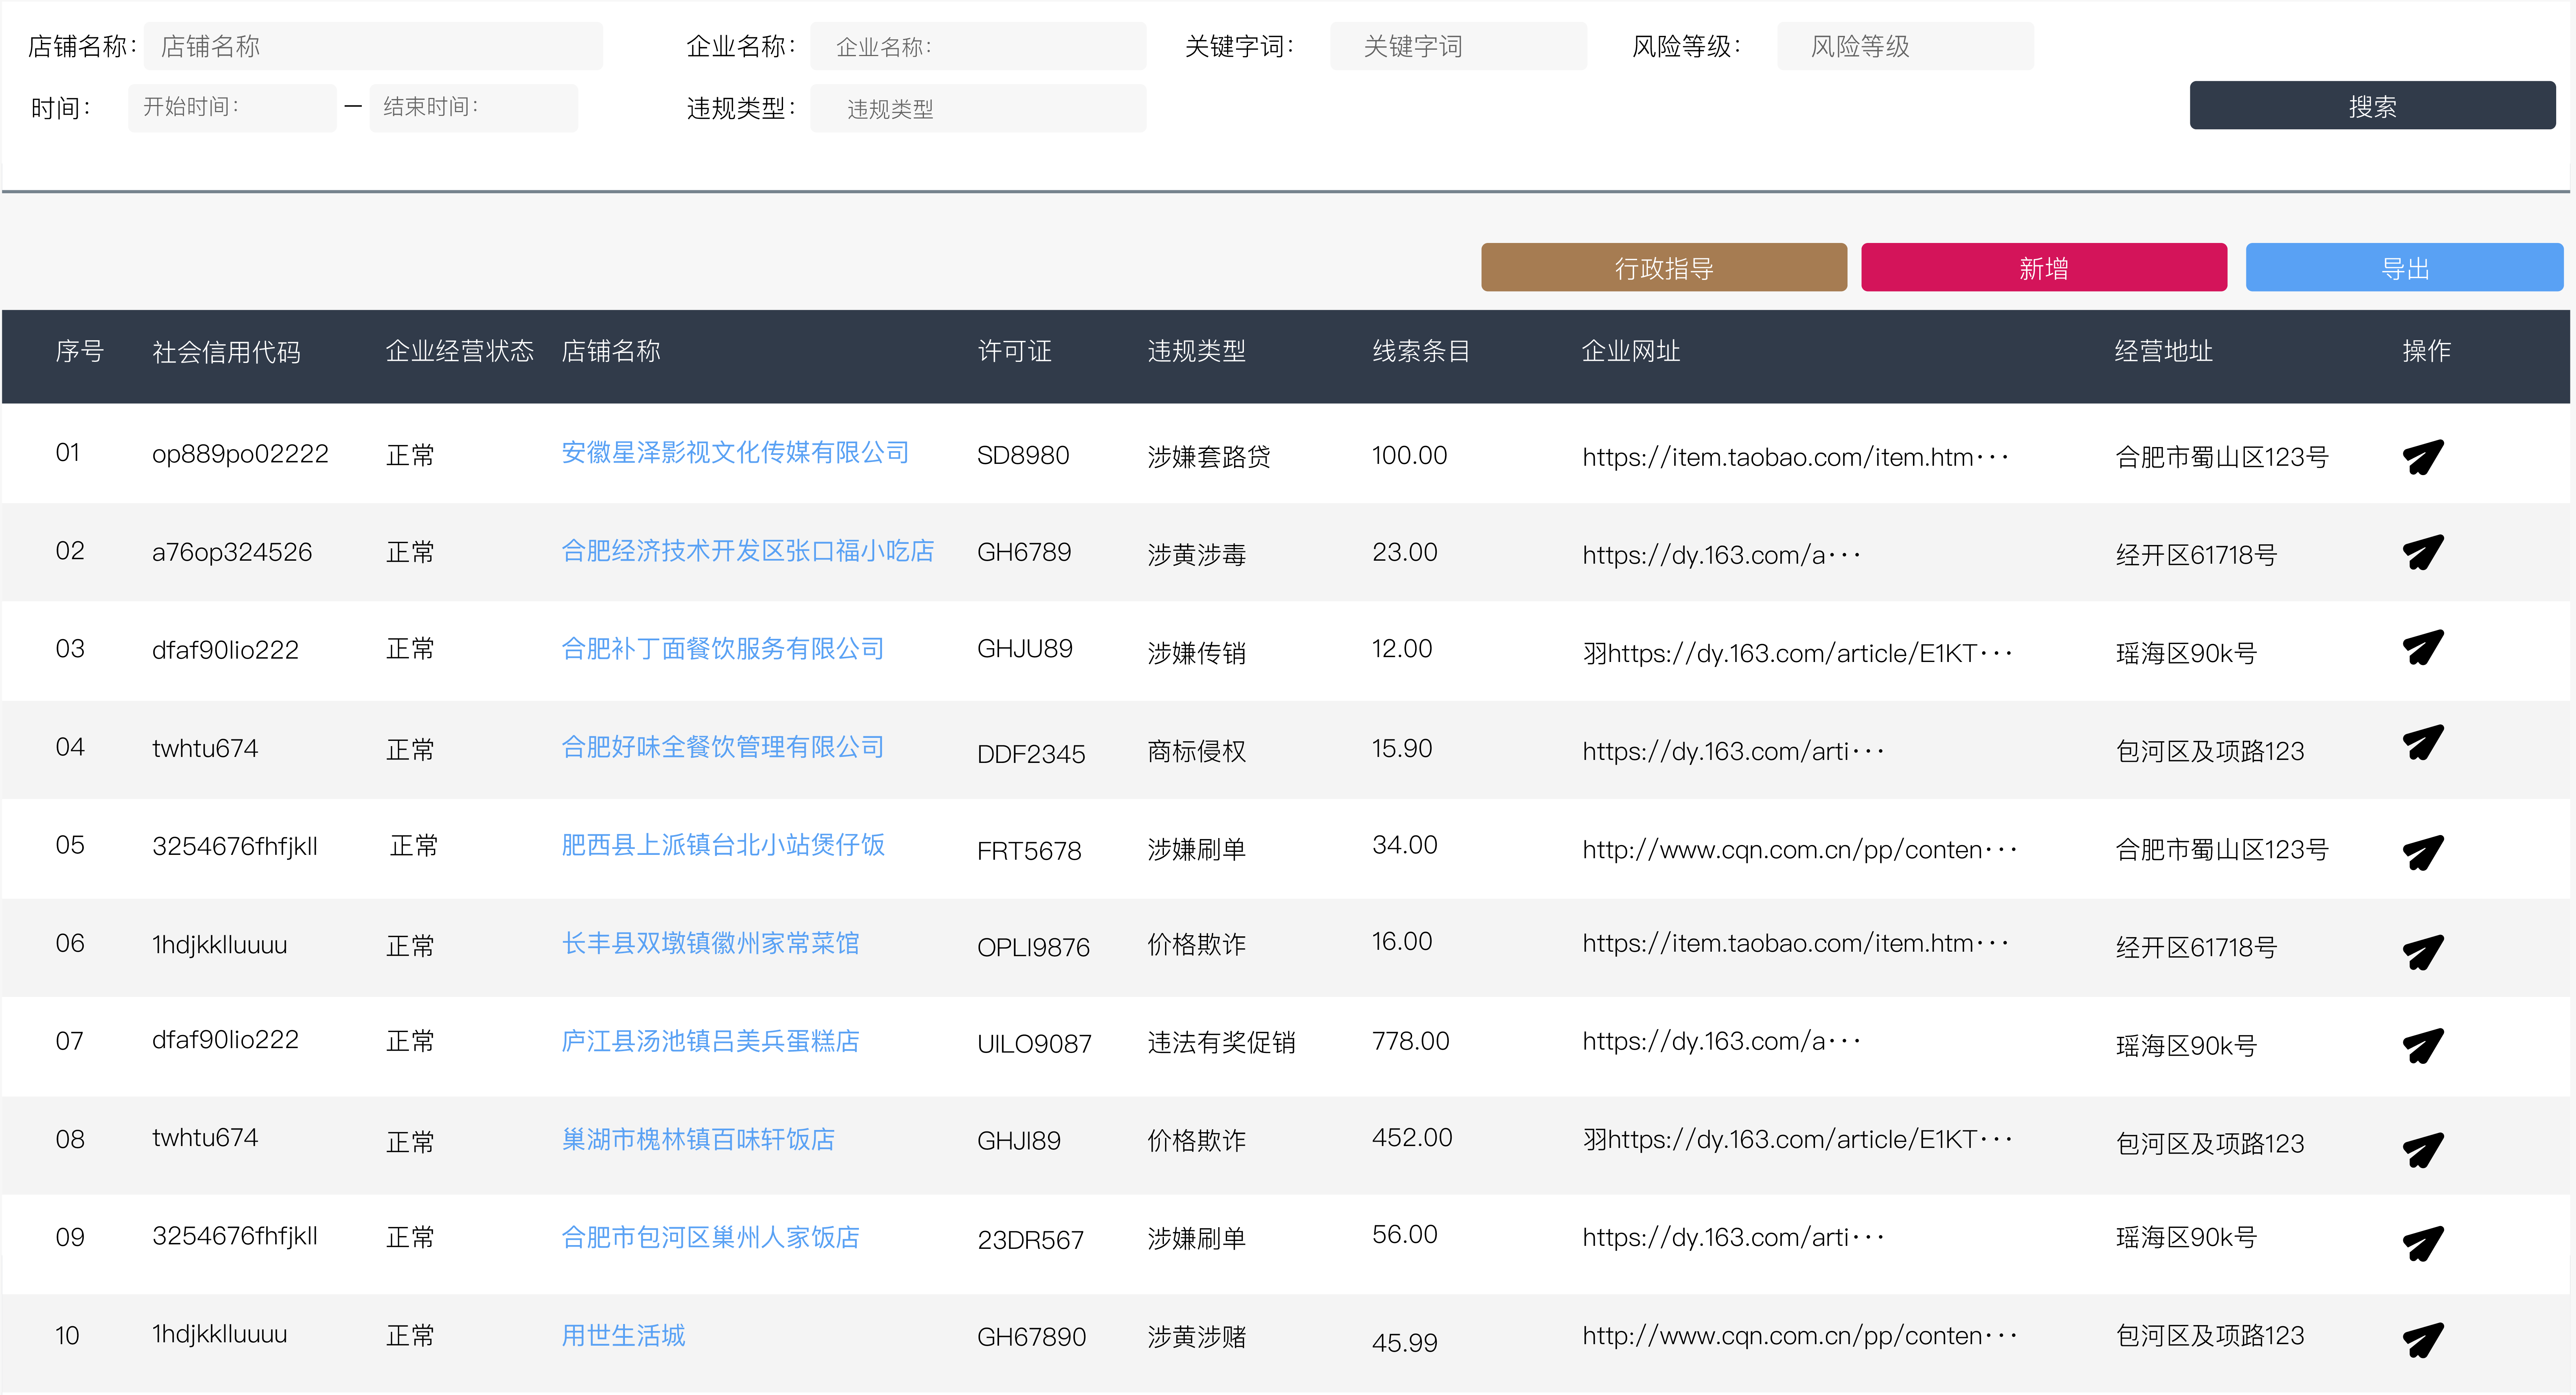 店铺名称： 店铺名称 企业名称： 企业名称： 关键字词： 关键字词 风险等级： 风险等级
时间： 开始时间： — 结束时间： 违规类型： 违规类型 搜索
行政指导 新增 导出
序号 社会信用代码 企业经营状态 店铺名称 许可证 违规类型 线索条目 企业网址 经营地址 操作
01 op889po02222 正常 安徽星泽影视文化传媒有限公司 SD8980 涉嫌套路贷 100.00 https://item.taobao.com/item.htm··· 合肥市蜀山区123号
02 a76op324526 正常 合肥经济技术开发区张口福小吃店 GH6789 涉黄涉毒 23.00 https://dy.163.com/a··· 经开区61718号
03 dfaf90lio222 正常 合肥补丁面餐饮服务有限公司 GHJU89 涉嫌传销 12.00 羽https://dy.163.com/article/E1KT··· 瑶海区90k号
04 twhtu674 正常 合肥好味全餐饮管理有限公司 DDF2345 商标侵权 15.90 https://dy.163.com/arti··· 包河区及项路123
05 3254676fhfjkll 正常 肥西县上派镇台北小站煲仔饭 FRT5678 涉嫌刷单 34.00 http://www.cqn.com.cn/pp/conten··· 合肥市蜀山区123号
06 1hdjkklluuuu 正常 长丰县双墩镇徽州家常菜馆 OPLI9876 价格欺诈 16.00 https://item.taobao.com/item.htm··· 经开区61718号
07 dfaf90lio222 正常 庐江县汤池镇吕美兵蛋糕店 UILO9087 违法有奖促销 778.00 https://dy.163.com/a··· 瑶海区90k号
08 twhtu674 正常 巢湖市槐林镇百味轩饭店 GHJI89 价格欺诈 452.00 羽https://dy.163.com/article/E1KT··· 包河区及项路123
09 3254676fhfjkll 正常 合肥市包河区巢州人家饭店 23DR567 涉嫌刷单 56.00 https://dy.163.com/arti··· 瑶海区90k号
10 1hdjkklluuuu 正常 用世生活城 GH67890 涉黄涉赌 45.99 http://www.cqn.com.cn/pp/conten··· 包河区及项路123